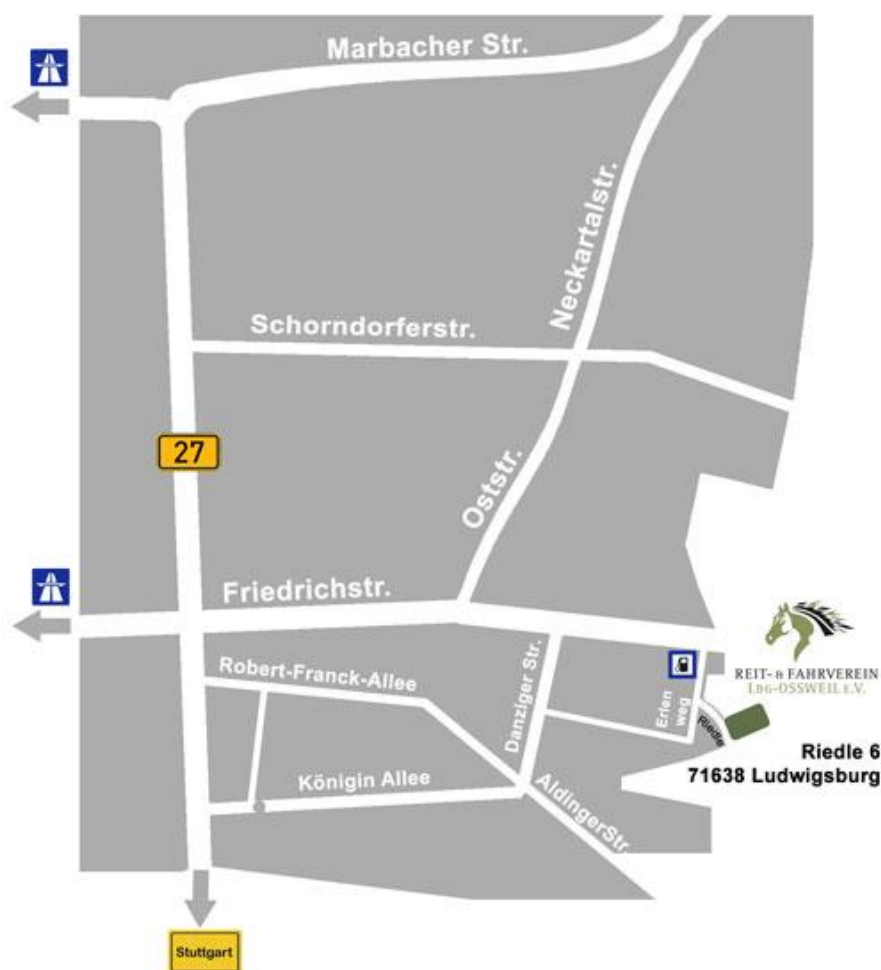 Marbacher Str.
Neckartalstr.
Schorndorferstr.
27
Oststr.
Friedrichstr.
REIT- & FAHRVEREIN
LBG-OSSWEIL E.V.
Robert-Franck-Allee
Danziger Str.
Erlen
weg
Riedle
Riedle 6
71638 Ludwigsburg
Königin Allee
AldingerStr.
Stuttgart